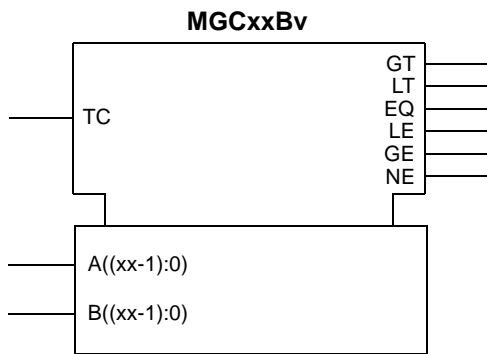 MGCxxBv
TC
GT
LT
EQ
LE
GE
NE
A((xx-1):0)
B((xx-1):0)